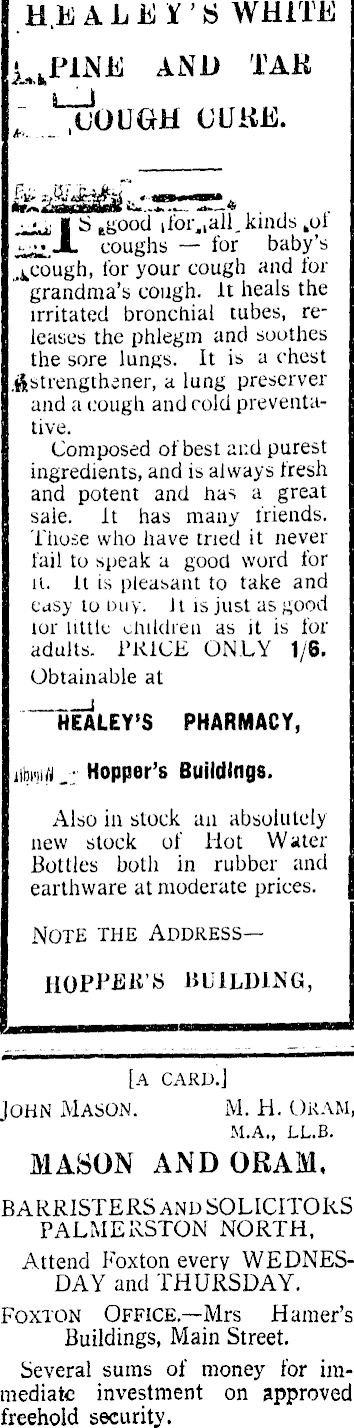 HEALEY'S WHITE
PINE AND TAR
COUGH CURE.
IS good for all kinds of
coughs — for baby's
cough, for your cough and for
grandma's cough. It heals the
irritated bronchial tubes, re-
leases the phlegm and soothes
the sore lungs. It is a chest
strengthener, a lung preserver
and a cough and cold preventa-
tive.
Composed of best and purest
ingredients, and is always fresh
and potent and has a great
sale. It has many friends.
Those who have tried it never
fail to speak a good word for
it. It is pleasant to take and
easy to buy. It is just as good
for little children as it is for
adults. PRICE ONLY 1/6.
Obtainable at
HEALEY'S PHARMACY,
Hopper's Buildings.
Also in stock an absolutely
new stock of Hot Water
Bottles both in rubber and
earthware at moderate prices.
NOTE THE ADDRESS—
HOPPER'S BUILDING,
[A CARD.]
JOHN MASON. M. H. ORAM,
M.A., LL.B.
MASON AND ORAM,
BARRISTERS AND SOLICITORS
PALMERSTON NORTH,
Attend Foxton every WEDNES-
DAY and THURSDAY.
FOXTON OFFICE.—Mrs Hamer's
Buildings, Main Street.
Several sums of money for im-
mediate investment on approved
freehold security.